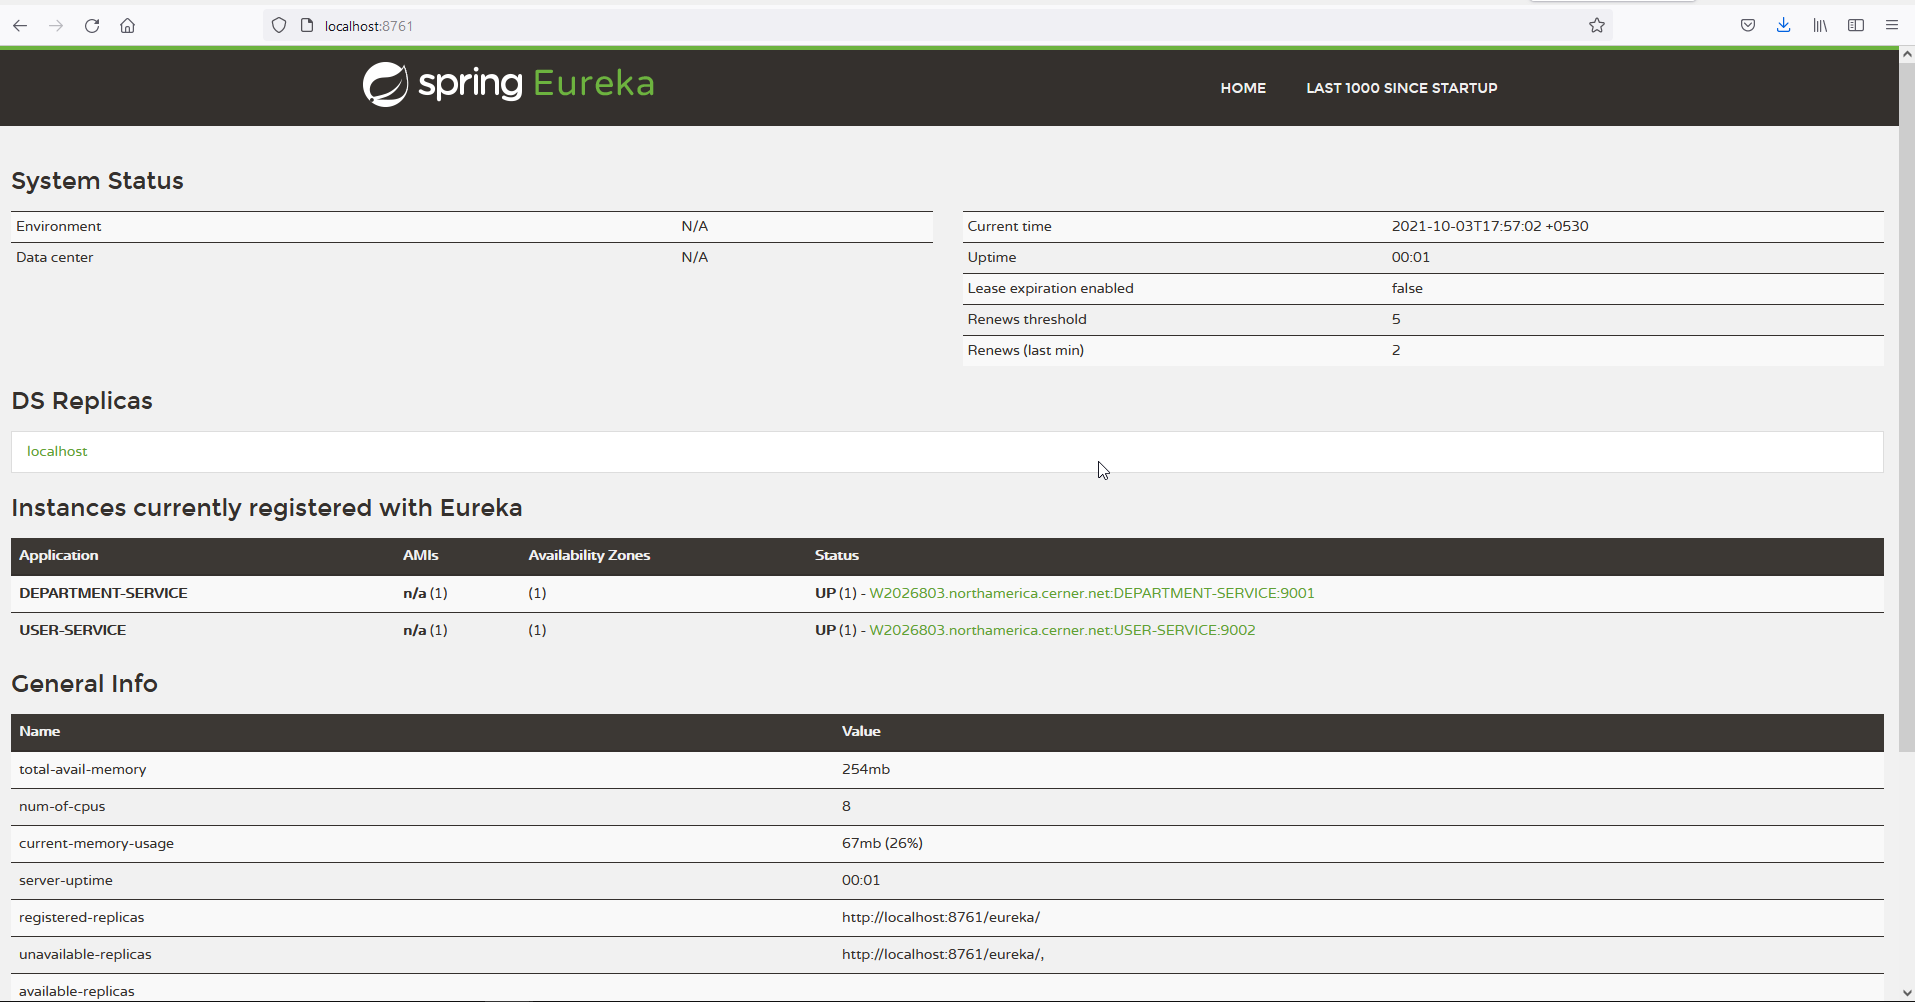 localhost:8761
spring Eureka
HOME LAST 1000 SINCE STARTUP
System Status
Environment N/A
Data center N/A
Current time 2021-10-03T17:57:02 +0530
Uptime 00:01
Lease expiration enabled false
Renews threshold 5
Renews (last min) 2
DS Replicas
localhost
Instances currently registered with Eureka
Application AMIs Availability Zones Status
DEPARTMENT-SERVICE n/a (1) (1) UP (1) - W2026803.northamerica.cerner.net:DEPARTMENT-SERVICE:9001
USER-SERVICE n/a (1) (1) UP (1) - W2026803.northamerica.cerner.net:USER-SERVICE:9002
General Info
Name Value
total-avail-memory 254mb
num-of-cpus 8
current-memory-usage 67mb (26%)
server-uptime 00:01
registered-replicas http://localhost:8761/eureka/
unavailable-replicas http://localhost:8761/eureka/,
available-replicas